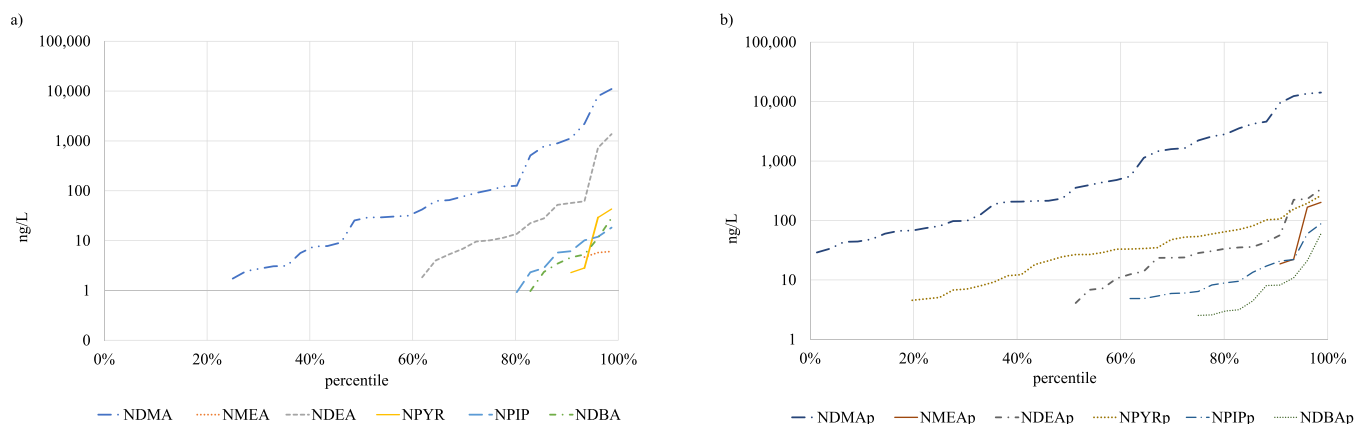 a)
100,000
10,000
1,000
100
10
1
0
ng/L
0% 20% 40% 60% 80% 100%
percentile
NDMA NMEA NDEA NPYR NPIP NDBA
b)
100,000
10,000
1,000
100
10
1
ng/L
0% 20% 40% 60% 80% 100%
percentile
NDMAp NMEAp NDEAp NPYRp NPIPp NDBAp